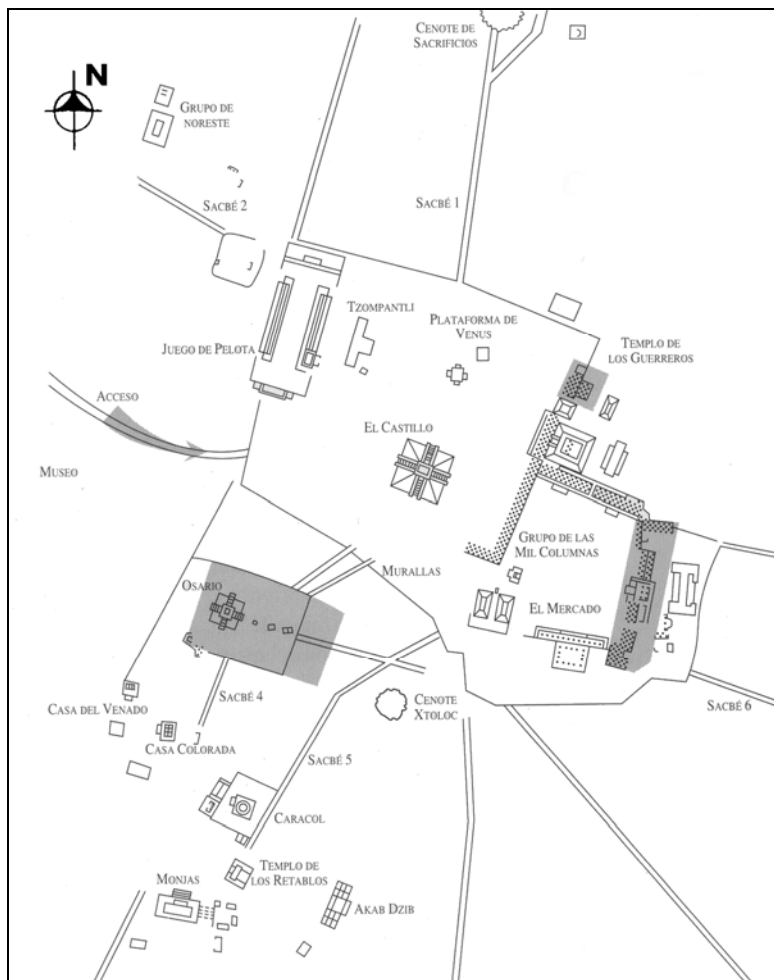 CENOTE DE
SACRIFICIOS
N
GRUPO DE
NORESTE
SACBÉ 2
SACBÉ 1
TZOMPANTLI
PLATAFORMA DE
VENUS
JUEGO DE PELOTA
TEMPLO DE
LOS GUERREROS
ACCESO
EL CASTILLO
MUSEO
GRUPO DE LAS
MIL COLUMNAS
MURALLAS
OSARIO
EL MERCADO
SACBÉ 4
CASA DEL VENADO
CENOTE
XTOLOC
SACBÉ 6
CASA COLORADA
SACBÉ 5
CARACOL
TEMPLO DE
LOS RETABLOS
MONJAS
AKAB DZIB